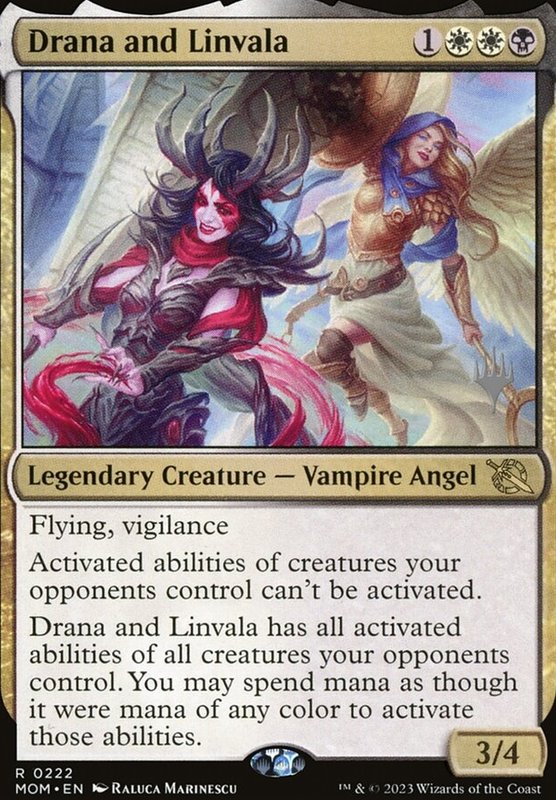 Drana and Linvala 1
Legendary Creature — Vampire Angel
Flying, vigilance
Activated abilities of creatures your
opponents control can't be activated.
Drana and Linvala has all activated
abilities of all creatures your opponents
control. You may spend mana as though
it were mana of any color to activate
those abilities.
3/4
R 0222
MOM • EN Raluca Marinescu
™ & © 2023 Wizards of the Coast